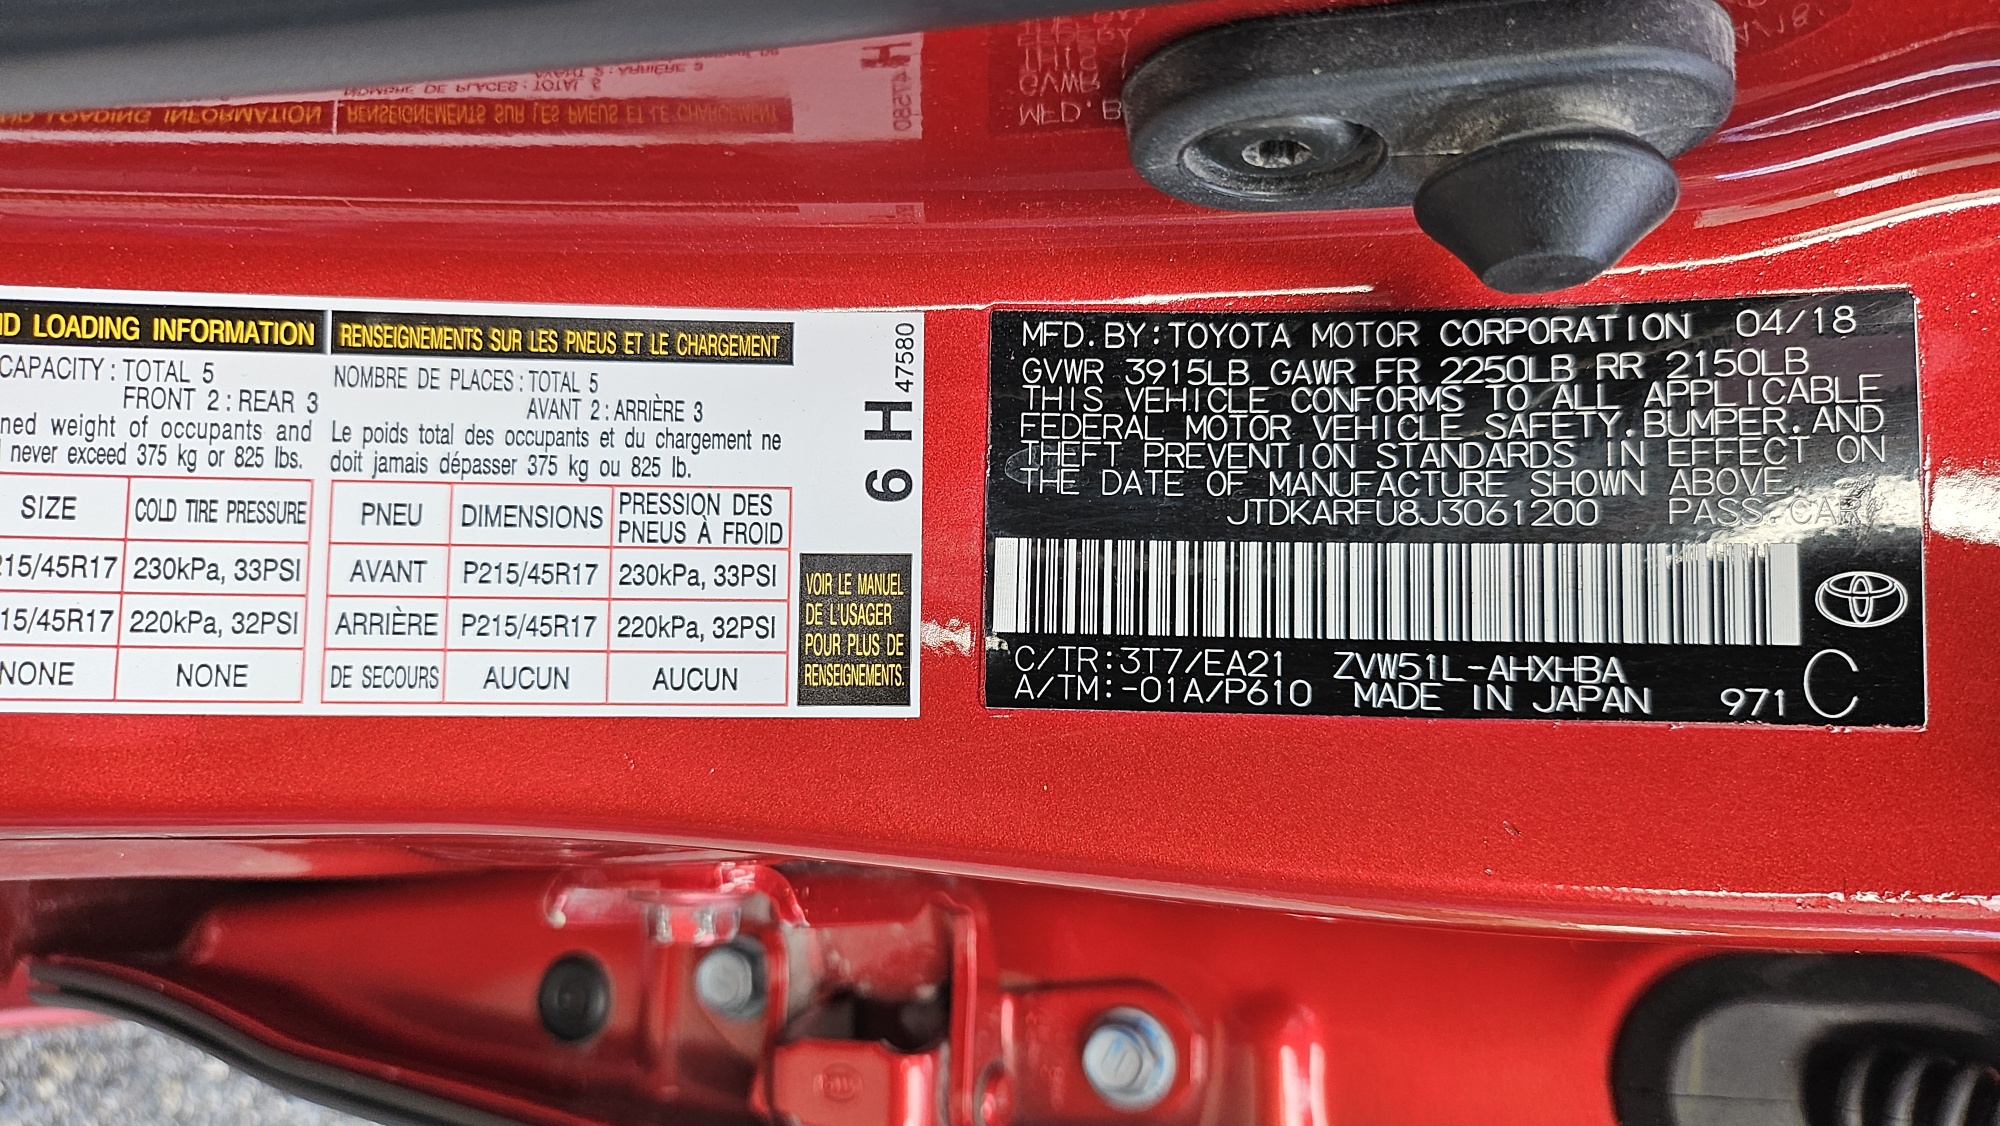 ND LOADING INFORMATION
CAPACITY : TOTAL 5
FRONT 2 : REAR 3
ned weight of occupants and
never exceed 375 kg or 825 lbs.
SIZE COLD TIRE PRESSURE
215/45R17 230kPa, 33PSI
15/45R17 220kPa, 32PSI
NONE NONE
RENSEIGNEMENTS SUR LES PNEUS ET LE CHARGEMENT
NOMBRE DE PLACES : TOTAL 5
AVANT 2 : ARRIÈRE 3
Le poids total des occupants et du chargement ne
doit jamais dépasser 375 kg ou 825 lb.
PNEU DIMENSIONS PRESSION DES
PNEUS À FROID
AVANT P215/45R17 230kPa, 33PSI
ARRIÈRE P215/45R17 220kPa, 32PSI
DE SECOURS AUCUN AUCUN
6 H 47580
VOIR LE MANUEL
DE L'USAGER
POUR PLUS DE
RENSEIGNEMENTS.
MFD. BY : TOYOTA MOTOR CORPORATION 04/18
GVWR 3915LB GAWR FR 2250LB RR 2150LB
THIS VEHICLE CONFORMS TO ALL APPLICABLE
FEDERAL MOTOR VEHICLE SAFETY, BUMPER, AND
THEFT PREVENTION STANDARDS IN EFFECT ON
THE DATE OF MANUFACTURE SHOWN ABOVE.
JTDKARFU8J3061200 PASS. CAR
C/TR : 3T7/EA21 ZVW51L-AHXHBA
A/TM : -01A/P610 MADE IN JAPAN 971 C